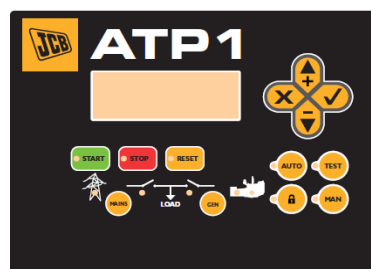 JCB
ATP1
START STOP RESET
AUTO TEST
MAINS LOAD GEN
MAN